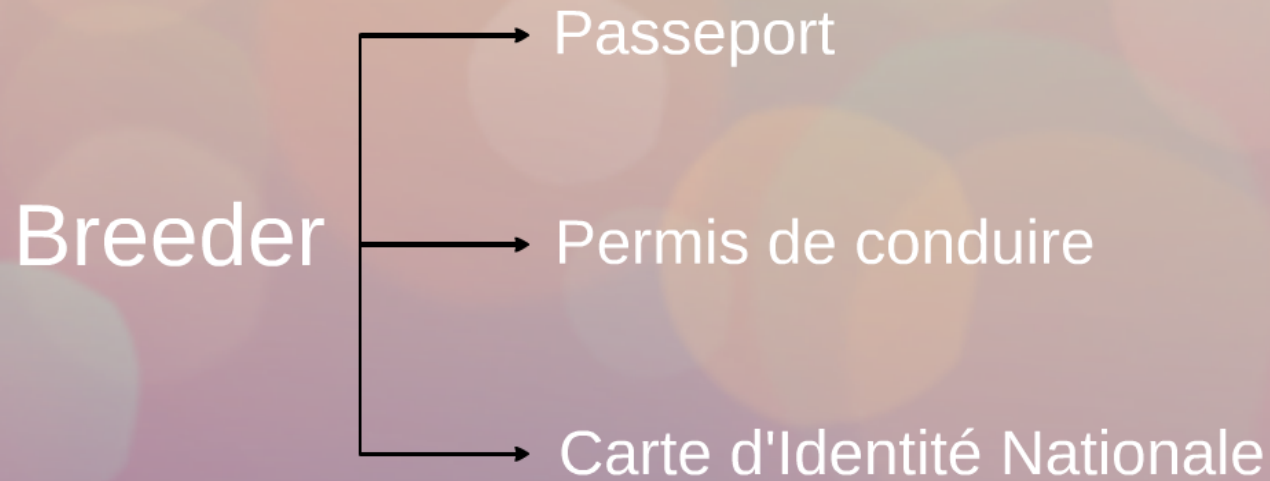 Passeport
Breeder
Permis de conduire
Carte d'Identité Nationale